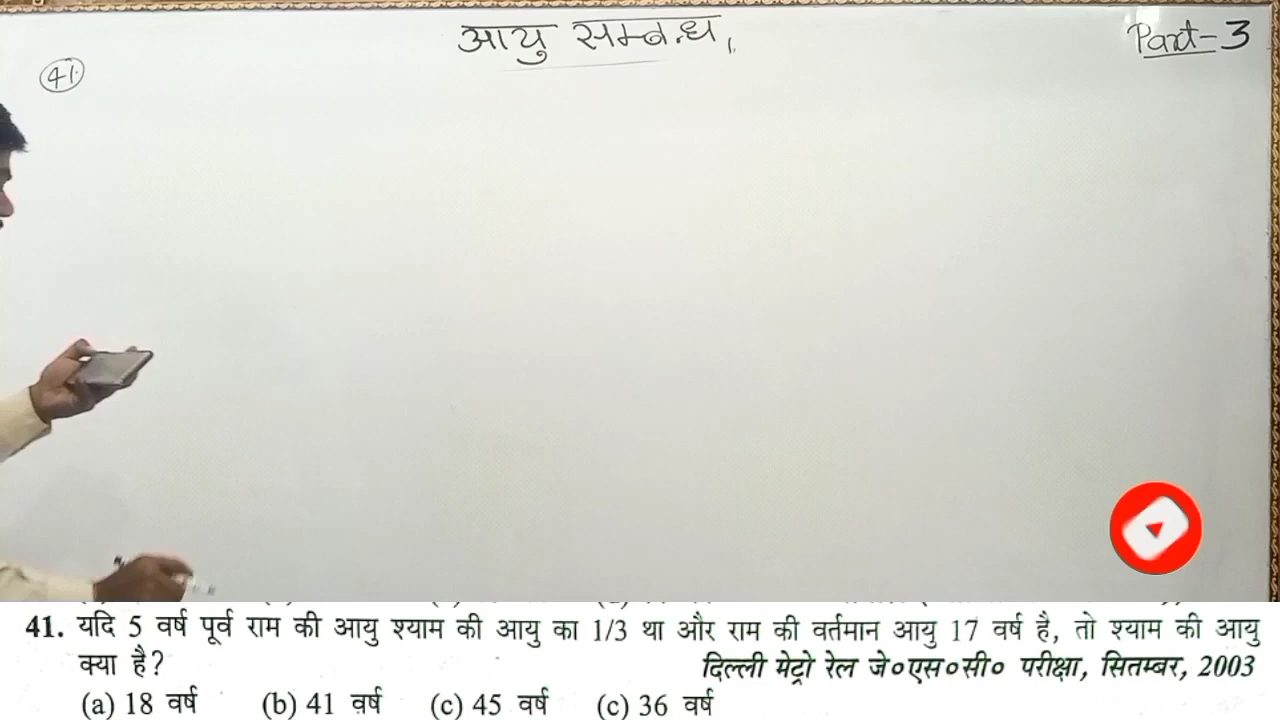 आयु सम्बन्ध,
Part-3
41.
41. यदि 5 वर्ष पूर्व राम की आयु श्याम की आयु का 1/3 था और राम की वर्तमान आयु 17 वर्ष है, तो श्याम की आयु
क्या है? दिल्ली मेट्रो रेल जे०एस०सी० परीक्षा, सितम्बर, 2003
(a) 18 वर्ष (b) 41 वर्ष (c) 45 वर्ष (c) 36 वर्ष